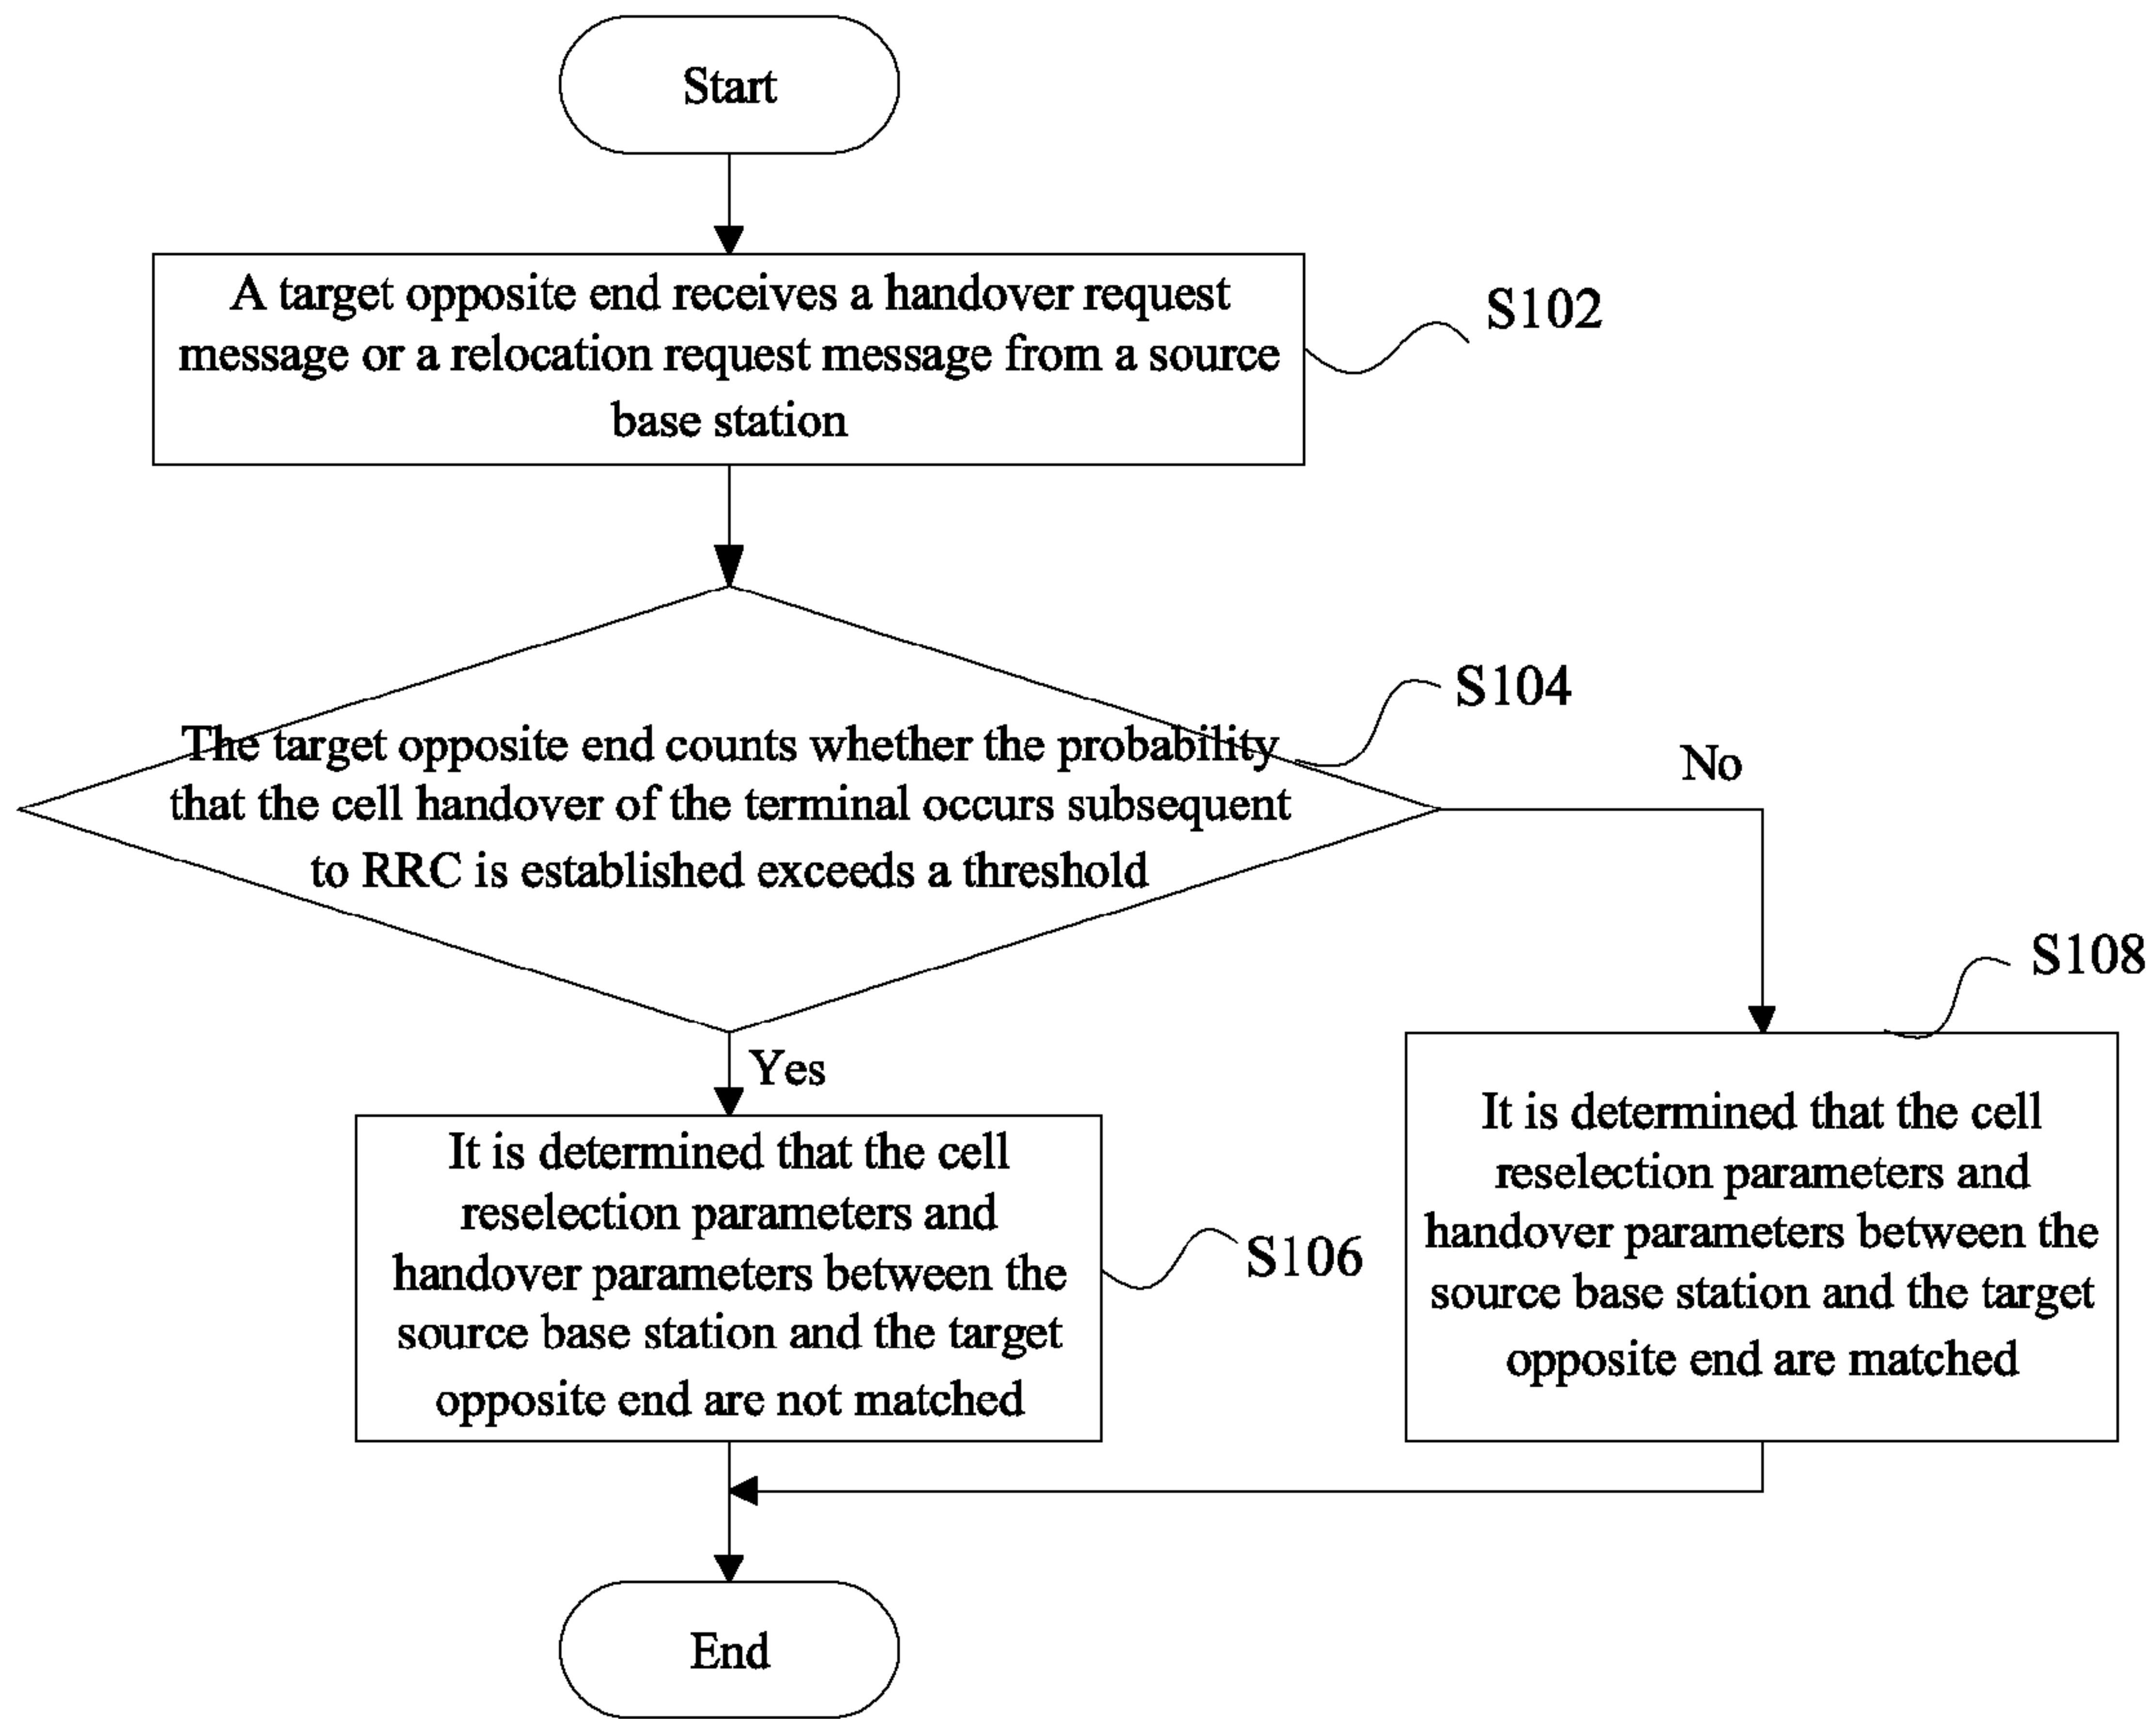 Start
A target opposite end receives a handover request
message or a relocation request message from a source
base station
S102
The target opposite end counts whether the probability
that the cell handover of the terminal occurs subsequent
to RRC is established exceeds a threshold
S104
No
Yes
It is determined that the cell
reselection parameters and
handover parameters between the
source base station and the target
opposite end are not matched
S106
It is determined that the cell
reselection parameters and
handover parameters between the
source base station and the target
opposite end are matched
S108
End